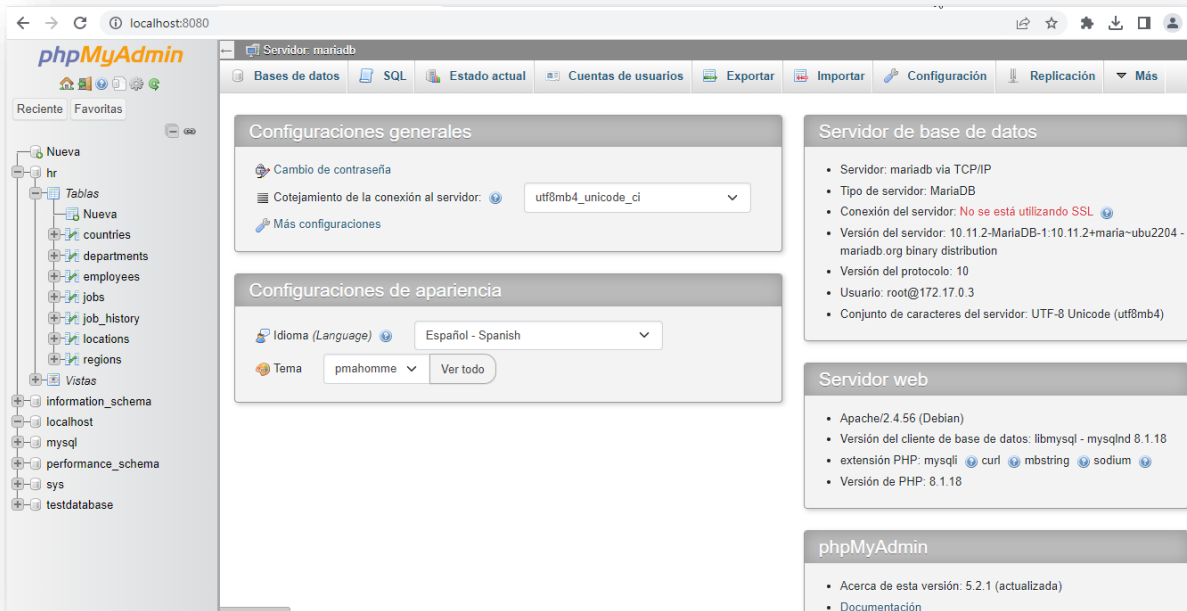 localhost:8080
phpMyAdmin
Reciente Favoritas
Nueva
hr
Tablas
Nueva
countries
departments
employees
jobs
job_history
locations
regions
Vistas
information_schema
localhost
mysql
performance_schema
sys
testdatabase
Servidor: mariadb
Bases de datos SQL Estado actual Cuentas de usuarios Exportar Importar Configuración Replicación Más
Configuraciones generales
Cambio de contraseña
Cotejamiento de la conexión al servidor: utf8mb4_unicode_ci
Más configuraciones
Configuraciones de apariencia
Idioma (Language) Español - Spanish
Tema pmahomme Ver todo
Servidor de base de datos
• Servidor: mariadb via TCP/IP
• Tipo de servidor: MariaDB
• Conexión del servidor: No se está utilizando SSL
• Versión del servidor: 10.11.2-MariaDB-1:10.11.2+maria~ubu2204 -
mariadb.org binary distribution
• Versión del protocolo: 10
• Usuario: root@172.17.0.3
• Conjunto de caracteres del servidor: UTF-8 Unicode (utf8mb4)
Servidor web
• Apache/2.4.56 (Debian)
• Versión del cliente de base de datos: libmysql - mysqlnd 8.1.18
• extensión PHP: mysqli curl mbstring sodium
• Versión de PHP: 8.1.18
phpMyAdmin
• Acerca de esta versión: 5.2.1 (actualizada)
• Documentación